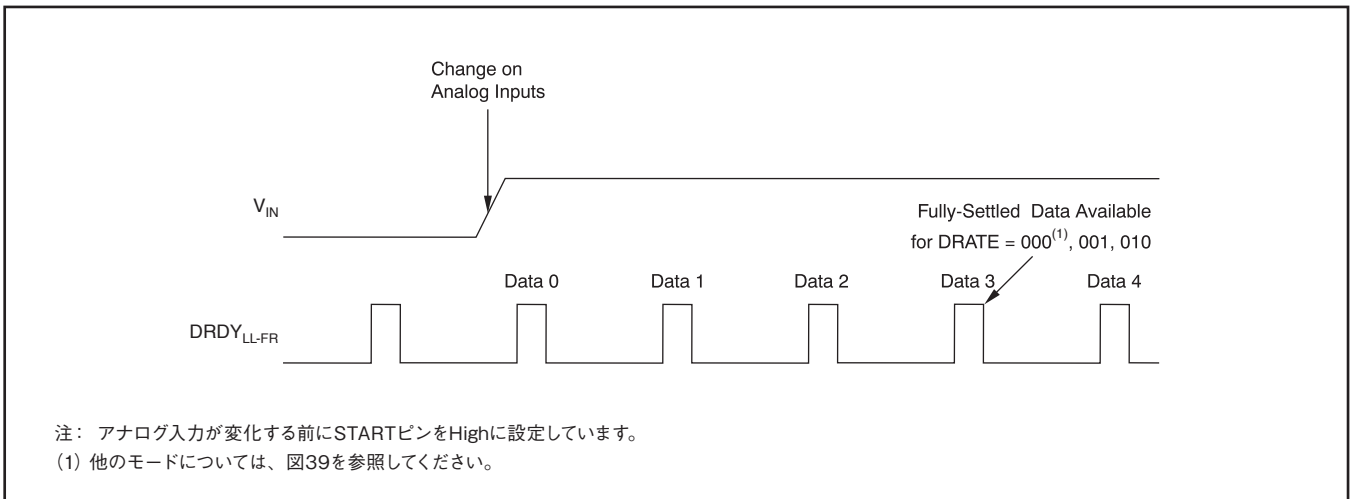 Change on
Analog Inputs
V_IN
Fully-Settled Data Available
for DRATE = 000(1), 001, 010
Data 0 Data 1 Data 2 Data 3 Data 4
DRDY_LL-FR
注： アナログ入力が変化する前にSTARTピンをHighに設定しています。
(1) 他のモードについては、図39を参照してください。